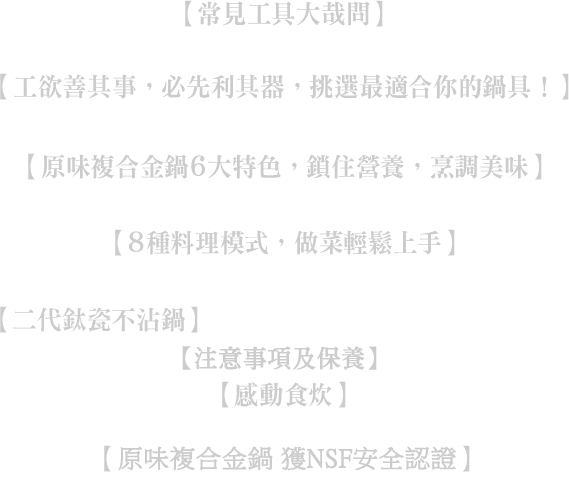 【常見工具大哉問】
【工欲善其事，必先利其器，挑選最適合你的鍋具！】
【原味複合金鍋6大特色，鎖住營養，烹調美味】
【8種料理模式，做菜輕鬆上手】
【二代鈦瓷不沾鍋】
【注意事項及保養】
【感動食炊】
【原味複合金鍋 獲NSF安全認證】